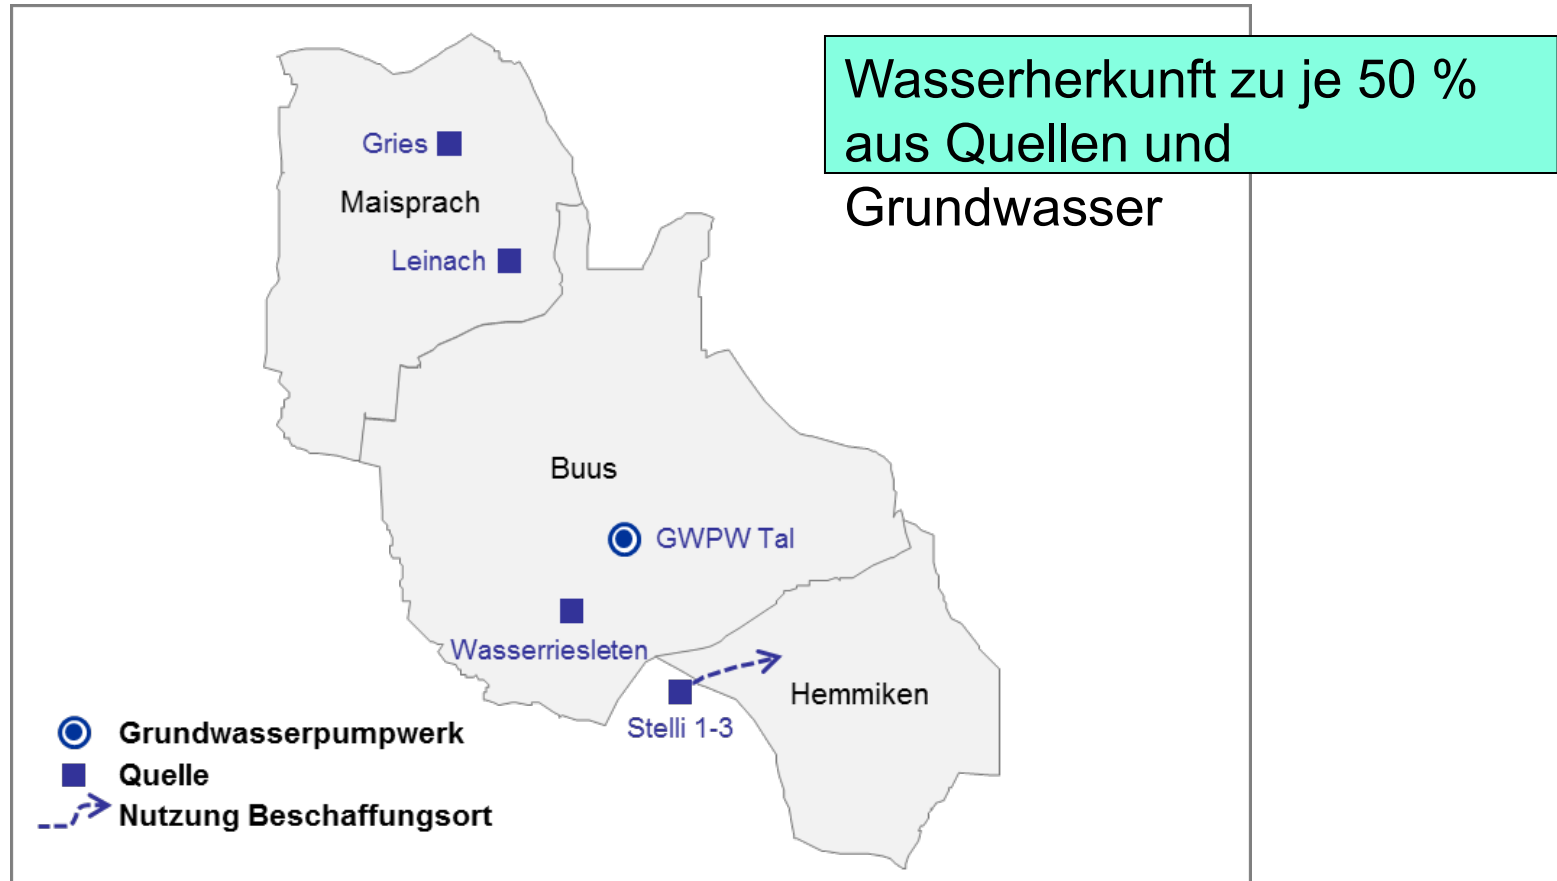 Wasserherkunft zu je 50 %
aus Quellen und
Grundwasser
Gries
Maisprach
Leinach
Buus
GWPW Tal
Wasserriesleten
Hemmiken
Stelli 1-3
Grundwasserpumpwerk
Quelle
Nutzung Beschaffungsort